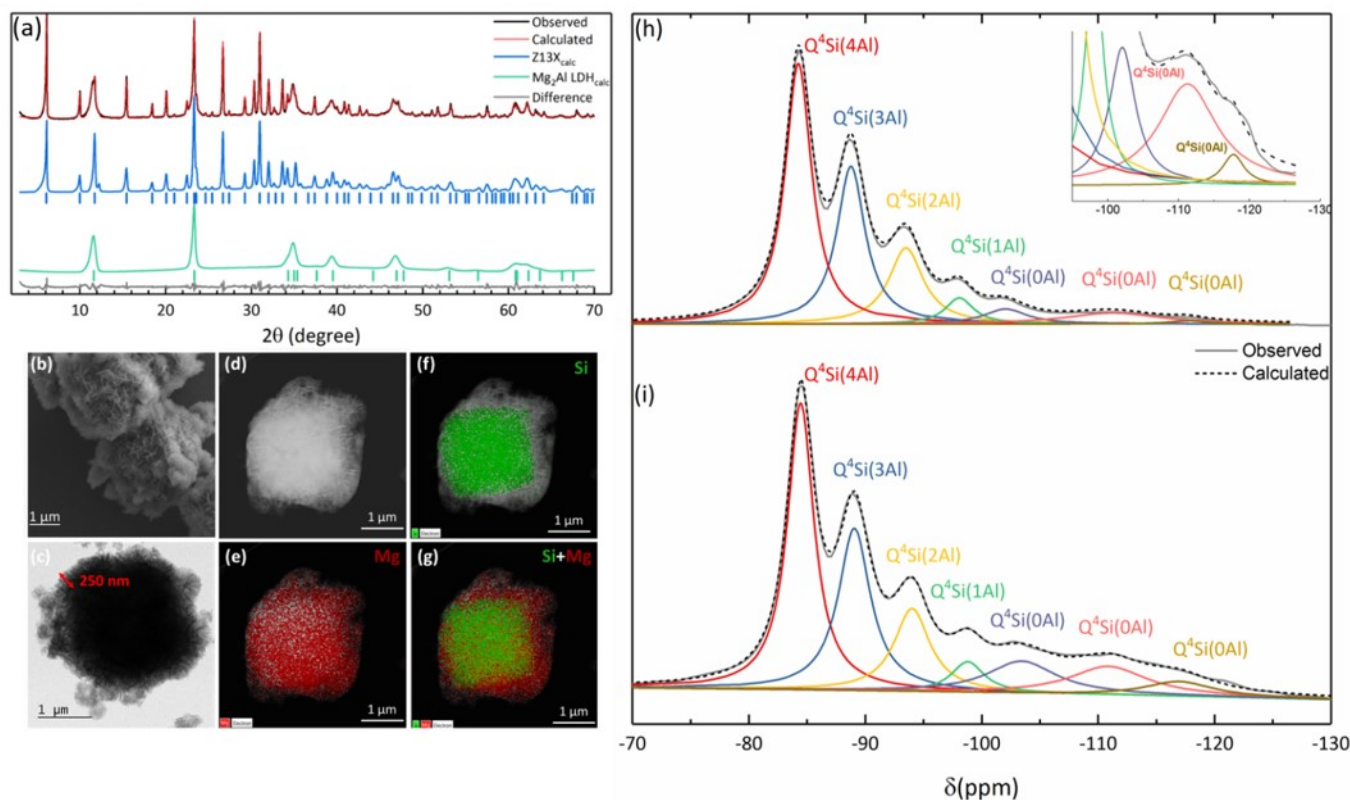 (a)
Observed
Calculated
Z13Xcalc
Mg2Al LDHcalc
Difference
10 20 30 40 50 60 70
2θ (degree)
(b)
1 µm
(c)
250 nm
1 µm
(d)
1 µm
(e)
Mg
1 µm
(f)
Si
1 µm
(g)
Si+Mg
1 µm
(h)
Q⁴Si(4Al)
Q⁴Si(3Al)
Q⁴Si(2Al)
Q⁴Si(1Al)
Q⁴Si(0Al)
Q⁴Si(0Al)
Q⁴Si(0Al)
Q⁴Si(0Al)
Q⁴Si(0Al)
-100 -110 -120 -130
Observed
Calculated
(i)
Q⁴Si(4Al)
Q⁴Si(3Al)
Q⁴Si(2Al)
Q⁴Si(1Al)
Q⁴Si(0Al)
Q⁴Si(0Al)
Q⁴Si(0Al)
-70 -80 -90 -100 -110 -120 -130
δ(ppm)